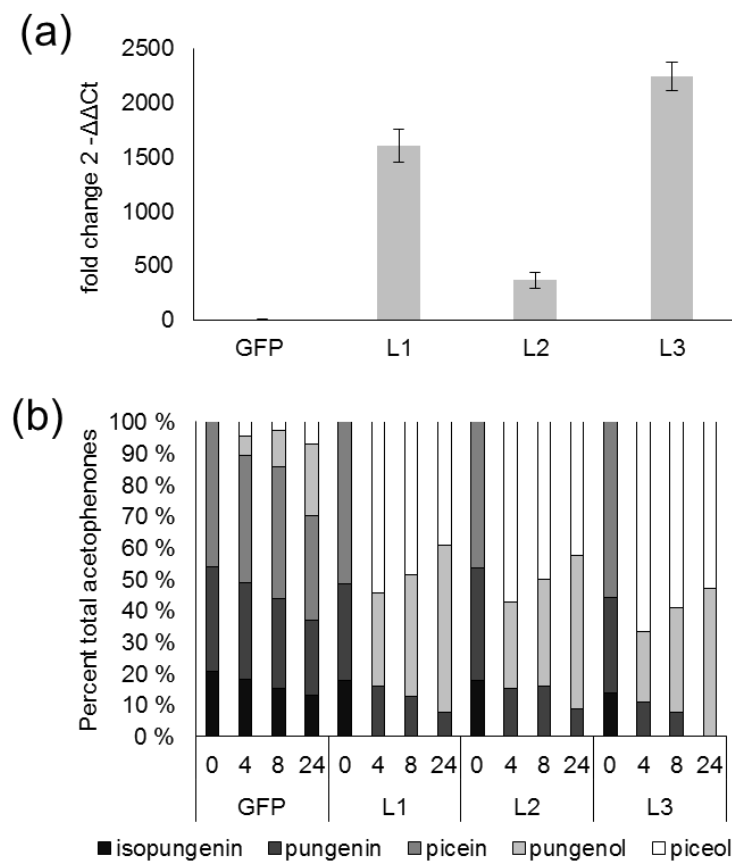 (a)
fold change 2 -ΔΔCt
2500
2000
1500
1000
500
0
GFP L1 L2 L3
(b)
Percent total acetophenones
100 %
90 %
80 %
70 %
60 %
50 %
40 %
30 %
20 %
10 %
0 %
0 4 8 24 0 4 8 24 0 4 8 24 0 4 8 24
GFP L1 L2 L3
isopungenin pungenin picein pungenol piceol